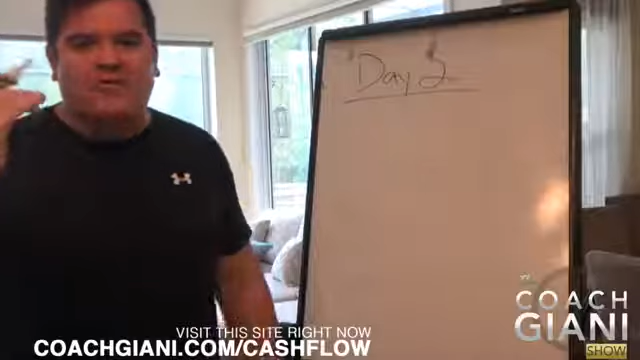 Day 2
VISIT THIS SITE RIGHT NOW
COACHGIANI.COM/CASHFLOW
COACH
GIANI
SHOW